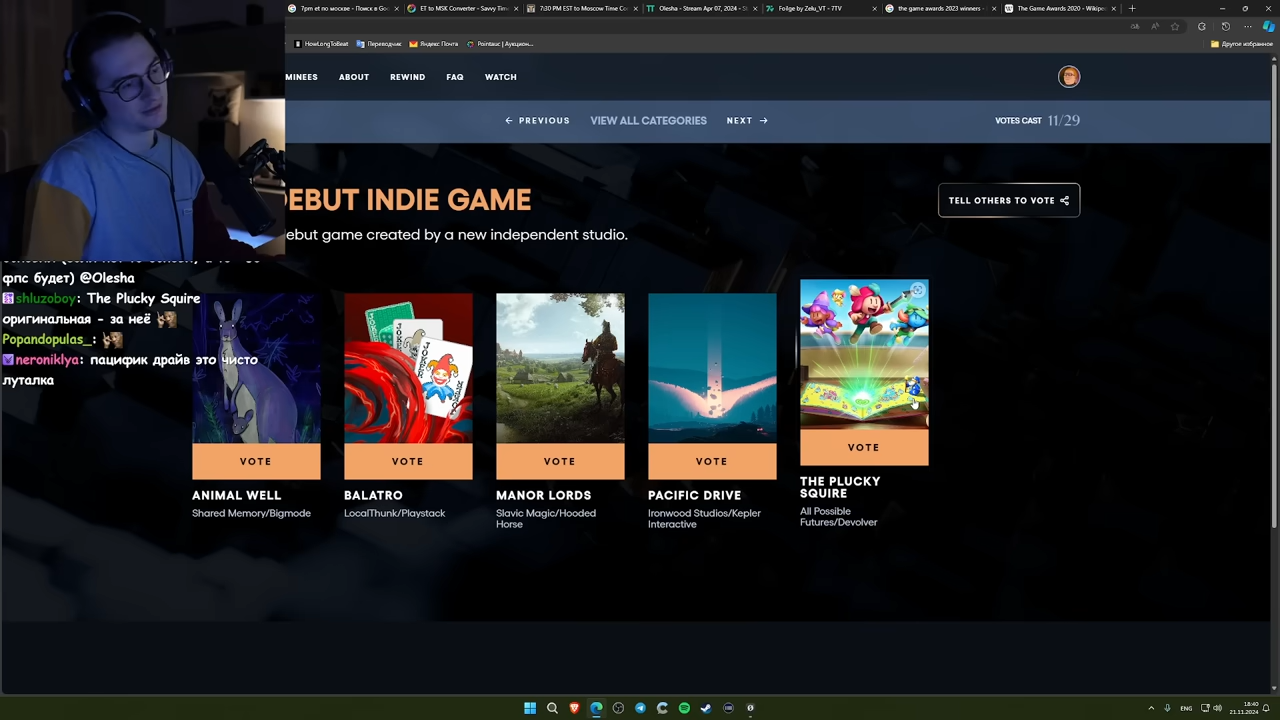 7pm et по москве - Поиск в Goo
ET to MSK Converter - Savvy Time
7:30 PM EST to Moscow Time Co
Olesha - Stream Apr 07, 2024 - S
Foilge by Zelu_VT - 7TV
the game awards 2023 winners -
The Game Awards 2020 - Wikipe
HowLongToBeat
Переводчик
Яндекс Почта
Pointauc | Аукцион...
Другое избранное
MINEES
ABOUT
REWIND
FAQ
WATCH
PREVIOUS
VIEW ALL CATEGORIES
NEXT
VOTES CAST 11/29
DEBUT INDIE GAME
TELL OTHERS TO VOTE
ebut game created by a new independent studio.
фпс будет) @Olesha
shluzoboy: The Plucky Squire
оригинальная - за неё
Popandopulas_:
neroniklya: пацифик драйв это чисто
луталка
VOTE
ANIMAL WELL
Shared Memory/Bigmode
VOTE
BALATRO
LocalThunk/Playstack
VOTE
MANOR LORDS
Slavic Magic/Hooded
Horse
VOTE
PACIFIC DRIVE
Ironwood Studios/Kepler
Interactive
VOTE
THE PLUCKY
SQUIRE
All Possible
Futures/Devolver
ENG
18:40
21.11.2024